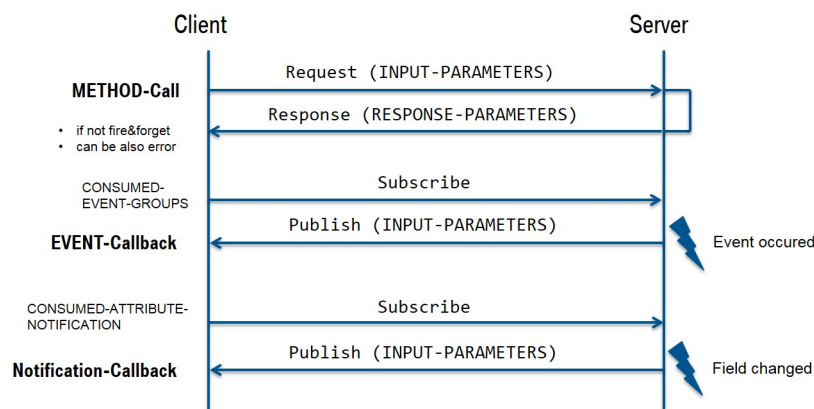 Client
Server
Request (INPUT-PARAMETERS)
METHOD-Call
Response (RESPONSE-PARAMETERS)
• if not fire&forget
• can be also error
CONSUMED-
EVENT-GROUPS
Subscribe
Publish (INPUT-PARAMETERS)
EVENT-Callback
Event occured
CONSUMED-ATTRIBUTE-
NOTIFICATION
Subscribe
Publish (INPUT-PARAMETERS)
Notification-Callback
Field changed